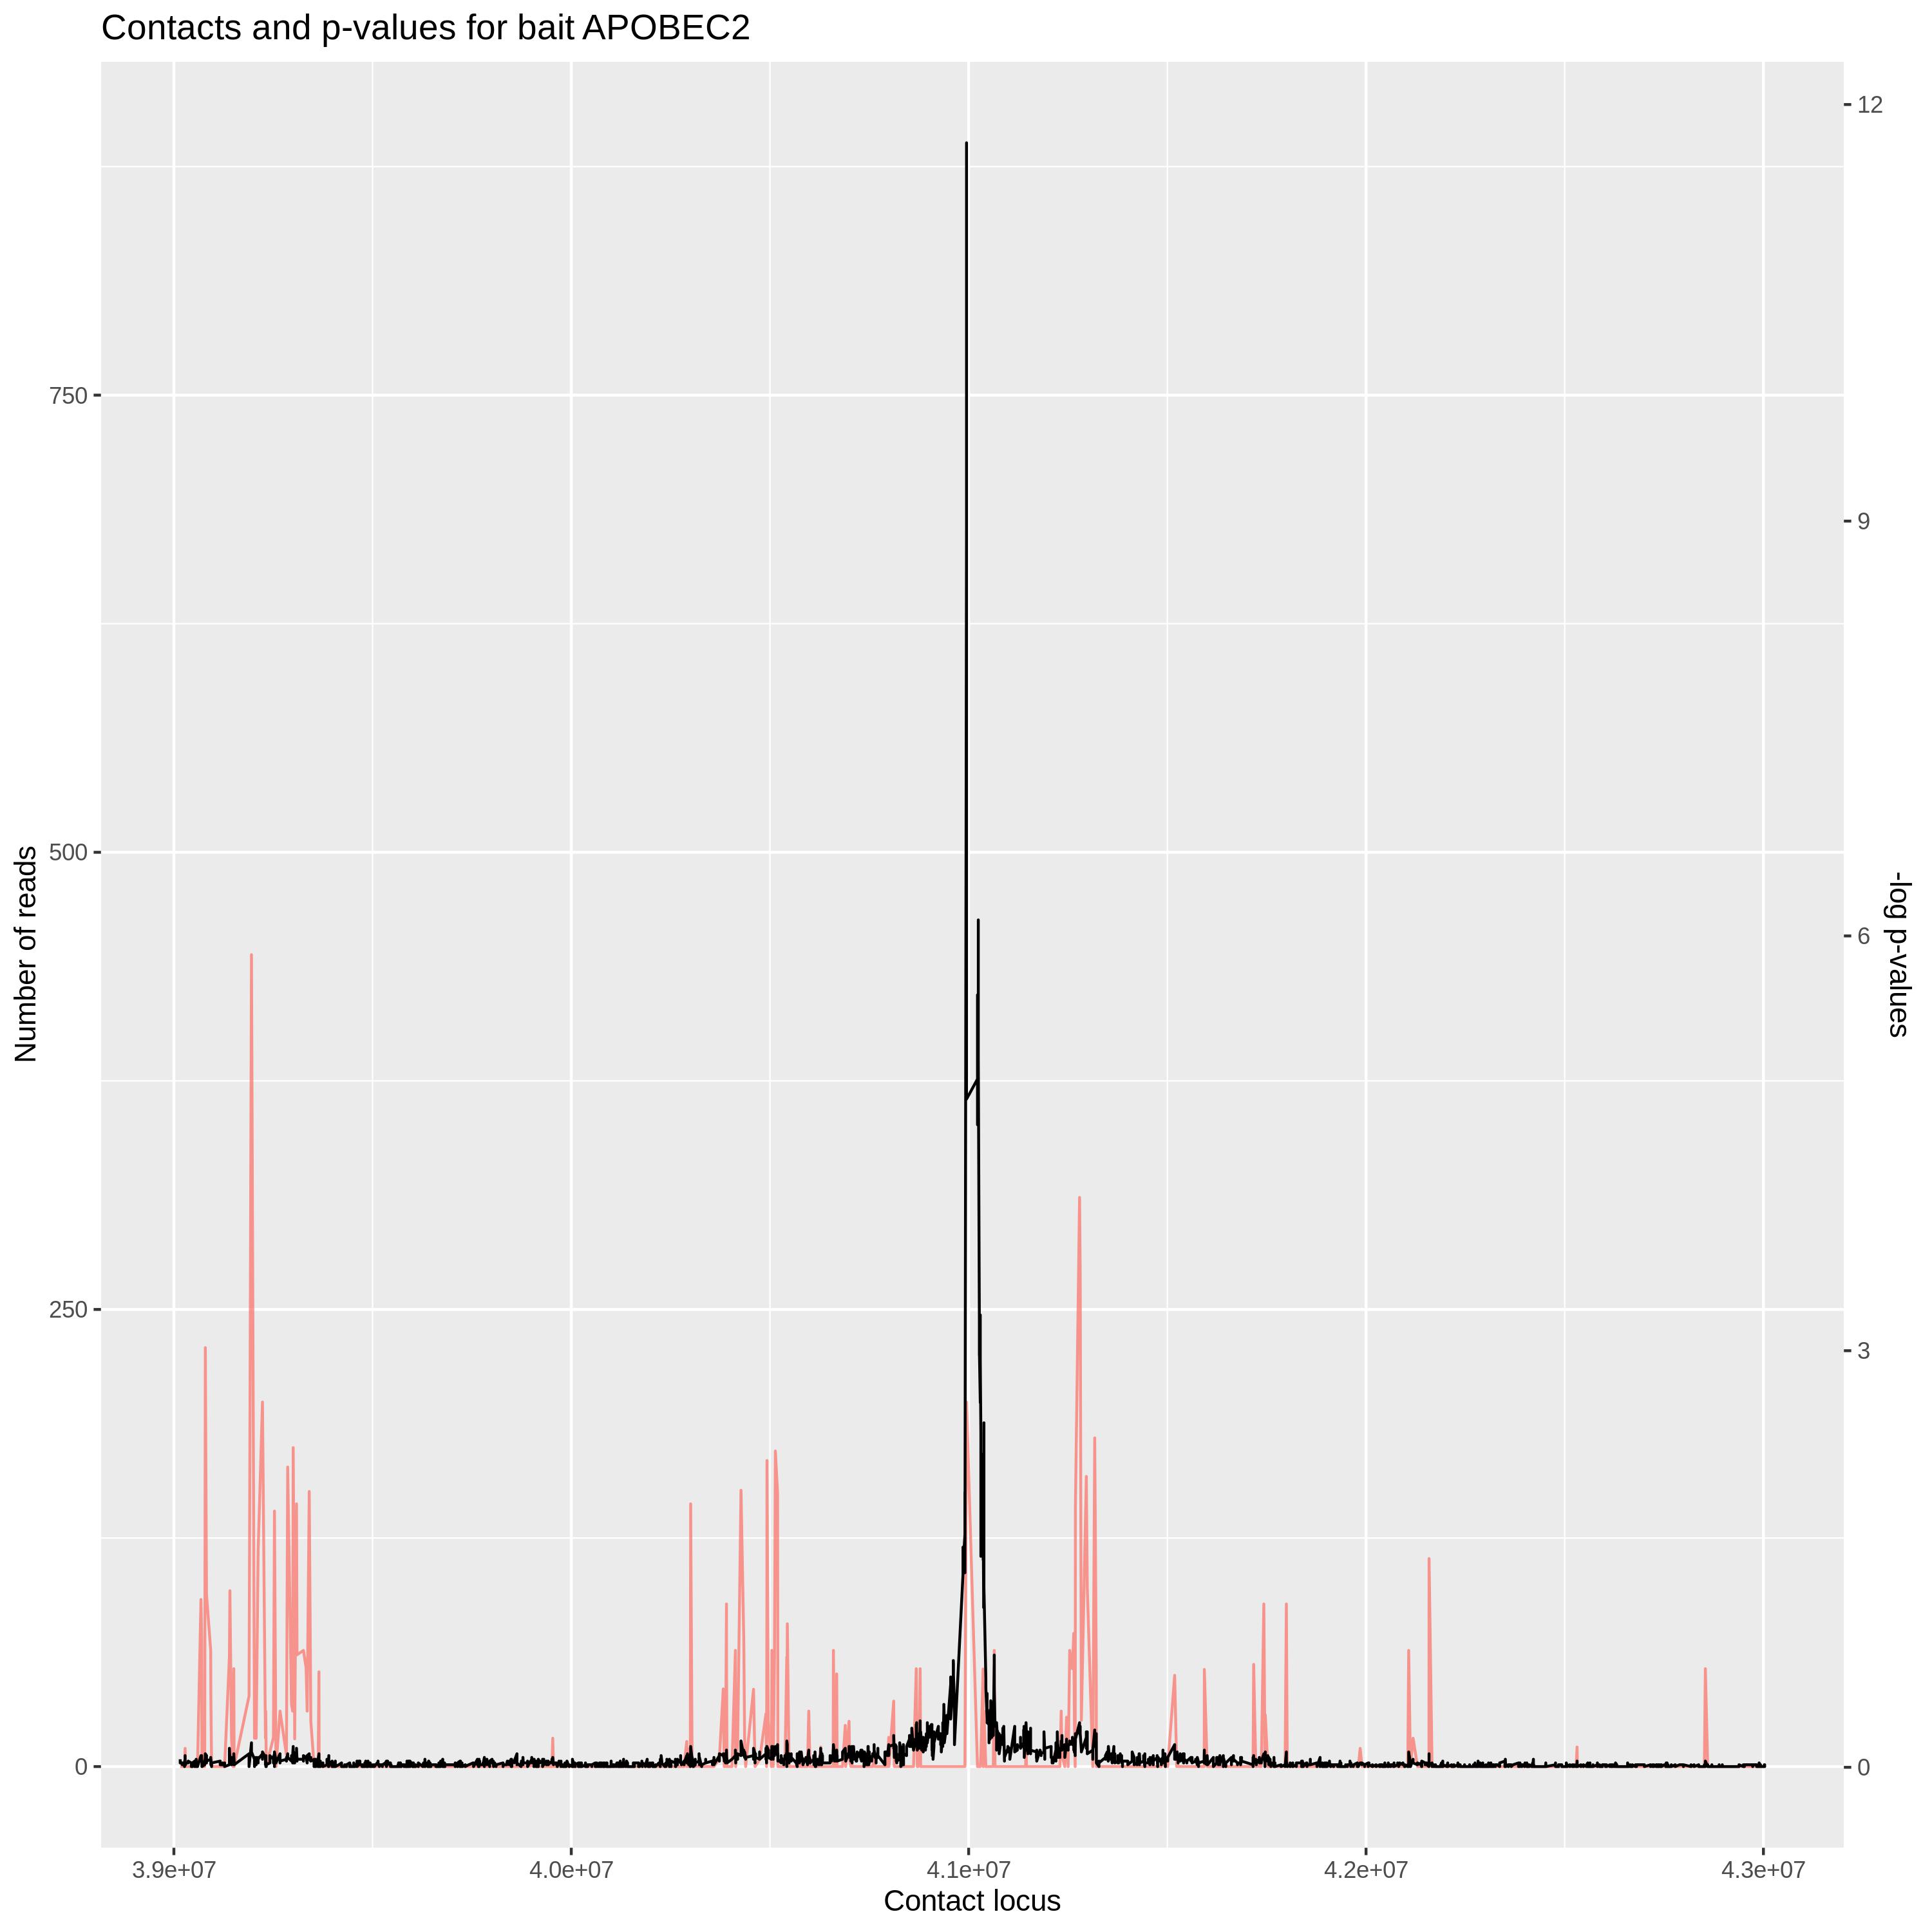 Contacts and p-values for bait APOBEC2
12
750
9
500
6
Number of reads
-log p-values
250
3
0
0
3.9e+07
4.0e+07
4.1e+07
4.2e+07
4.3e+07
Contact locus